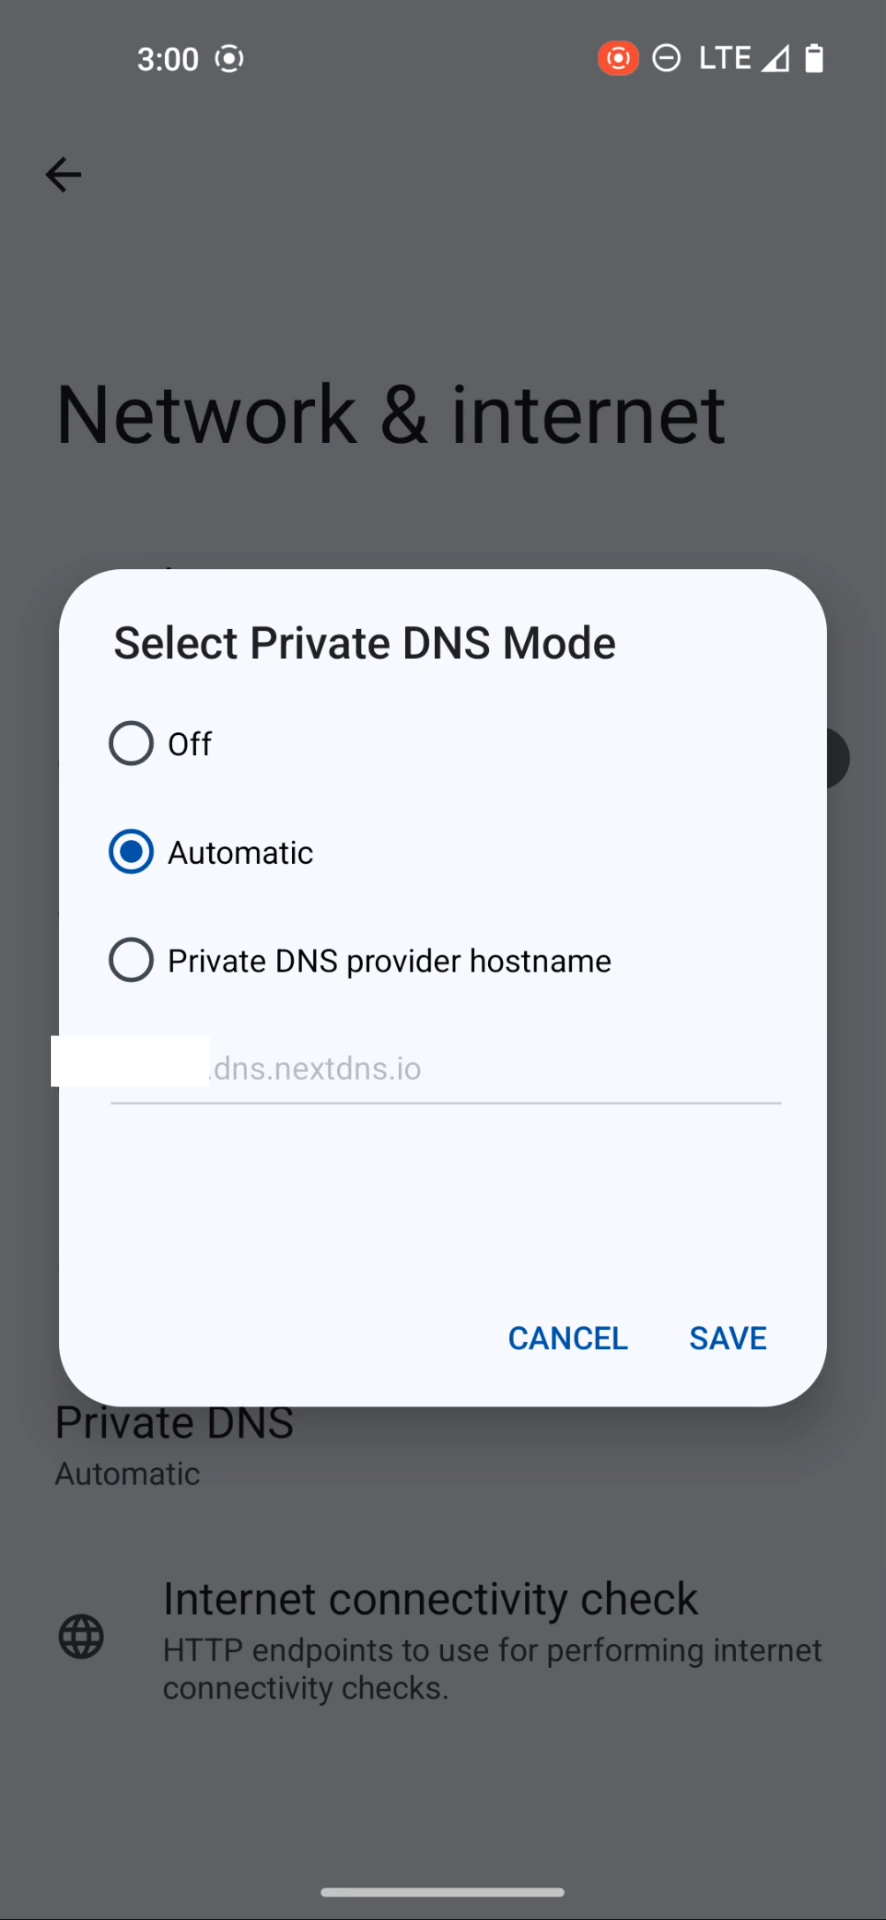 3:00
LTE
Network & internet
Select Private DNS Mode
Off
Automatic
Private DNS provider hostname
.dns.nextdns.io
CANCEL
SAVE
Private DNS
Automatic
Internet connectivity check
HTTP endpoints to use for performing internet
connectivity checks.